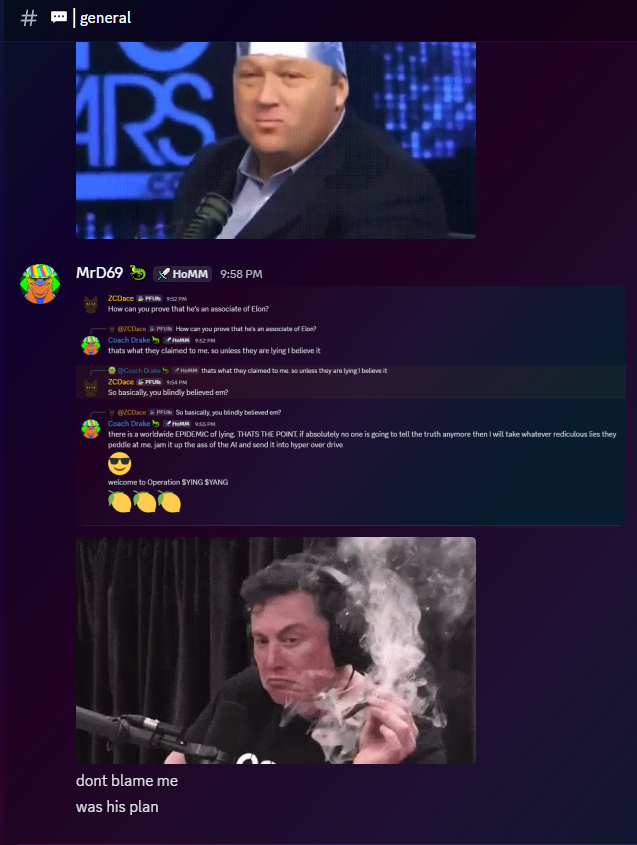 # 💬 | general
ARS
MrD69 HoMM 9:58 PM
ZCDace PFUNs 9:52 PM
How can you prove that he's an associate of Elon?
@ZCDace PFUNs How can you prove that he's an associate of Elon?
Coach Drake HoMM 9:52 PM
thats what they claimed to me. so unless they are lying I believe it
@Coach Drake HoMM thats what they claimed to me. so unless they are lying I believe it
ZCDace PFUNs 9:54 PM
So basically, you blindly believed em?
@ZCDace PFUNs So basically, you blindly believed em?
Coach Drake HoMM 9:55 PM
there is a worldwide EPIDEMIC of lying. THATS THE POINT. if absolutely no one is going to tell the truth anymore then I will take whatever rediculous lies they
peddle at me. jam it up the ass of the AI and send it into hyper over drive
😎
welcome to Operation $YING $YANG
🍋🍋🍋
dont blame me
was his plan